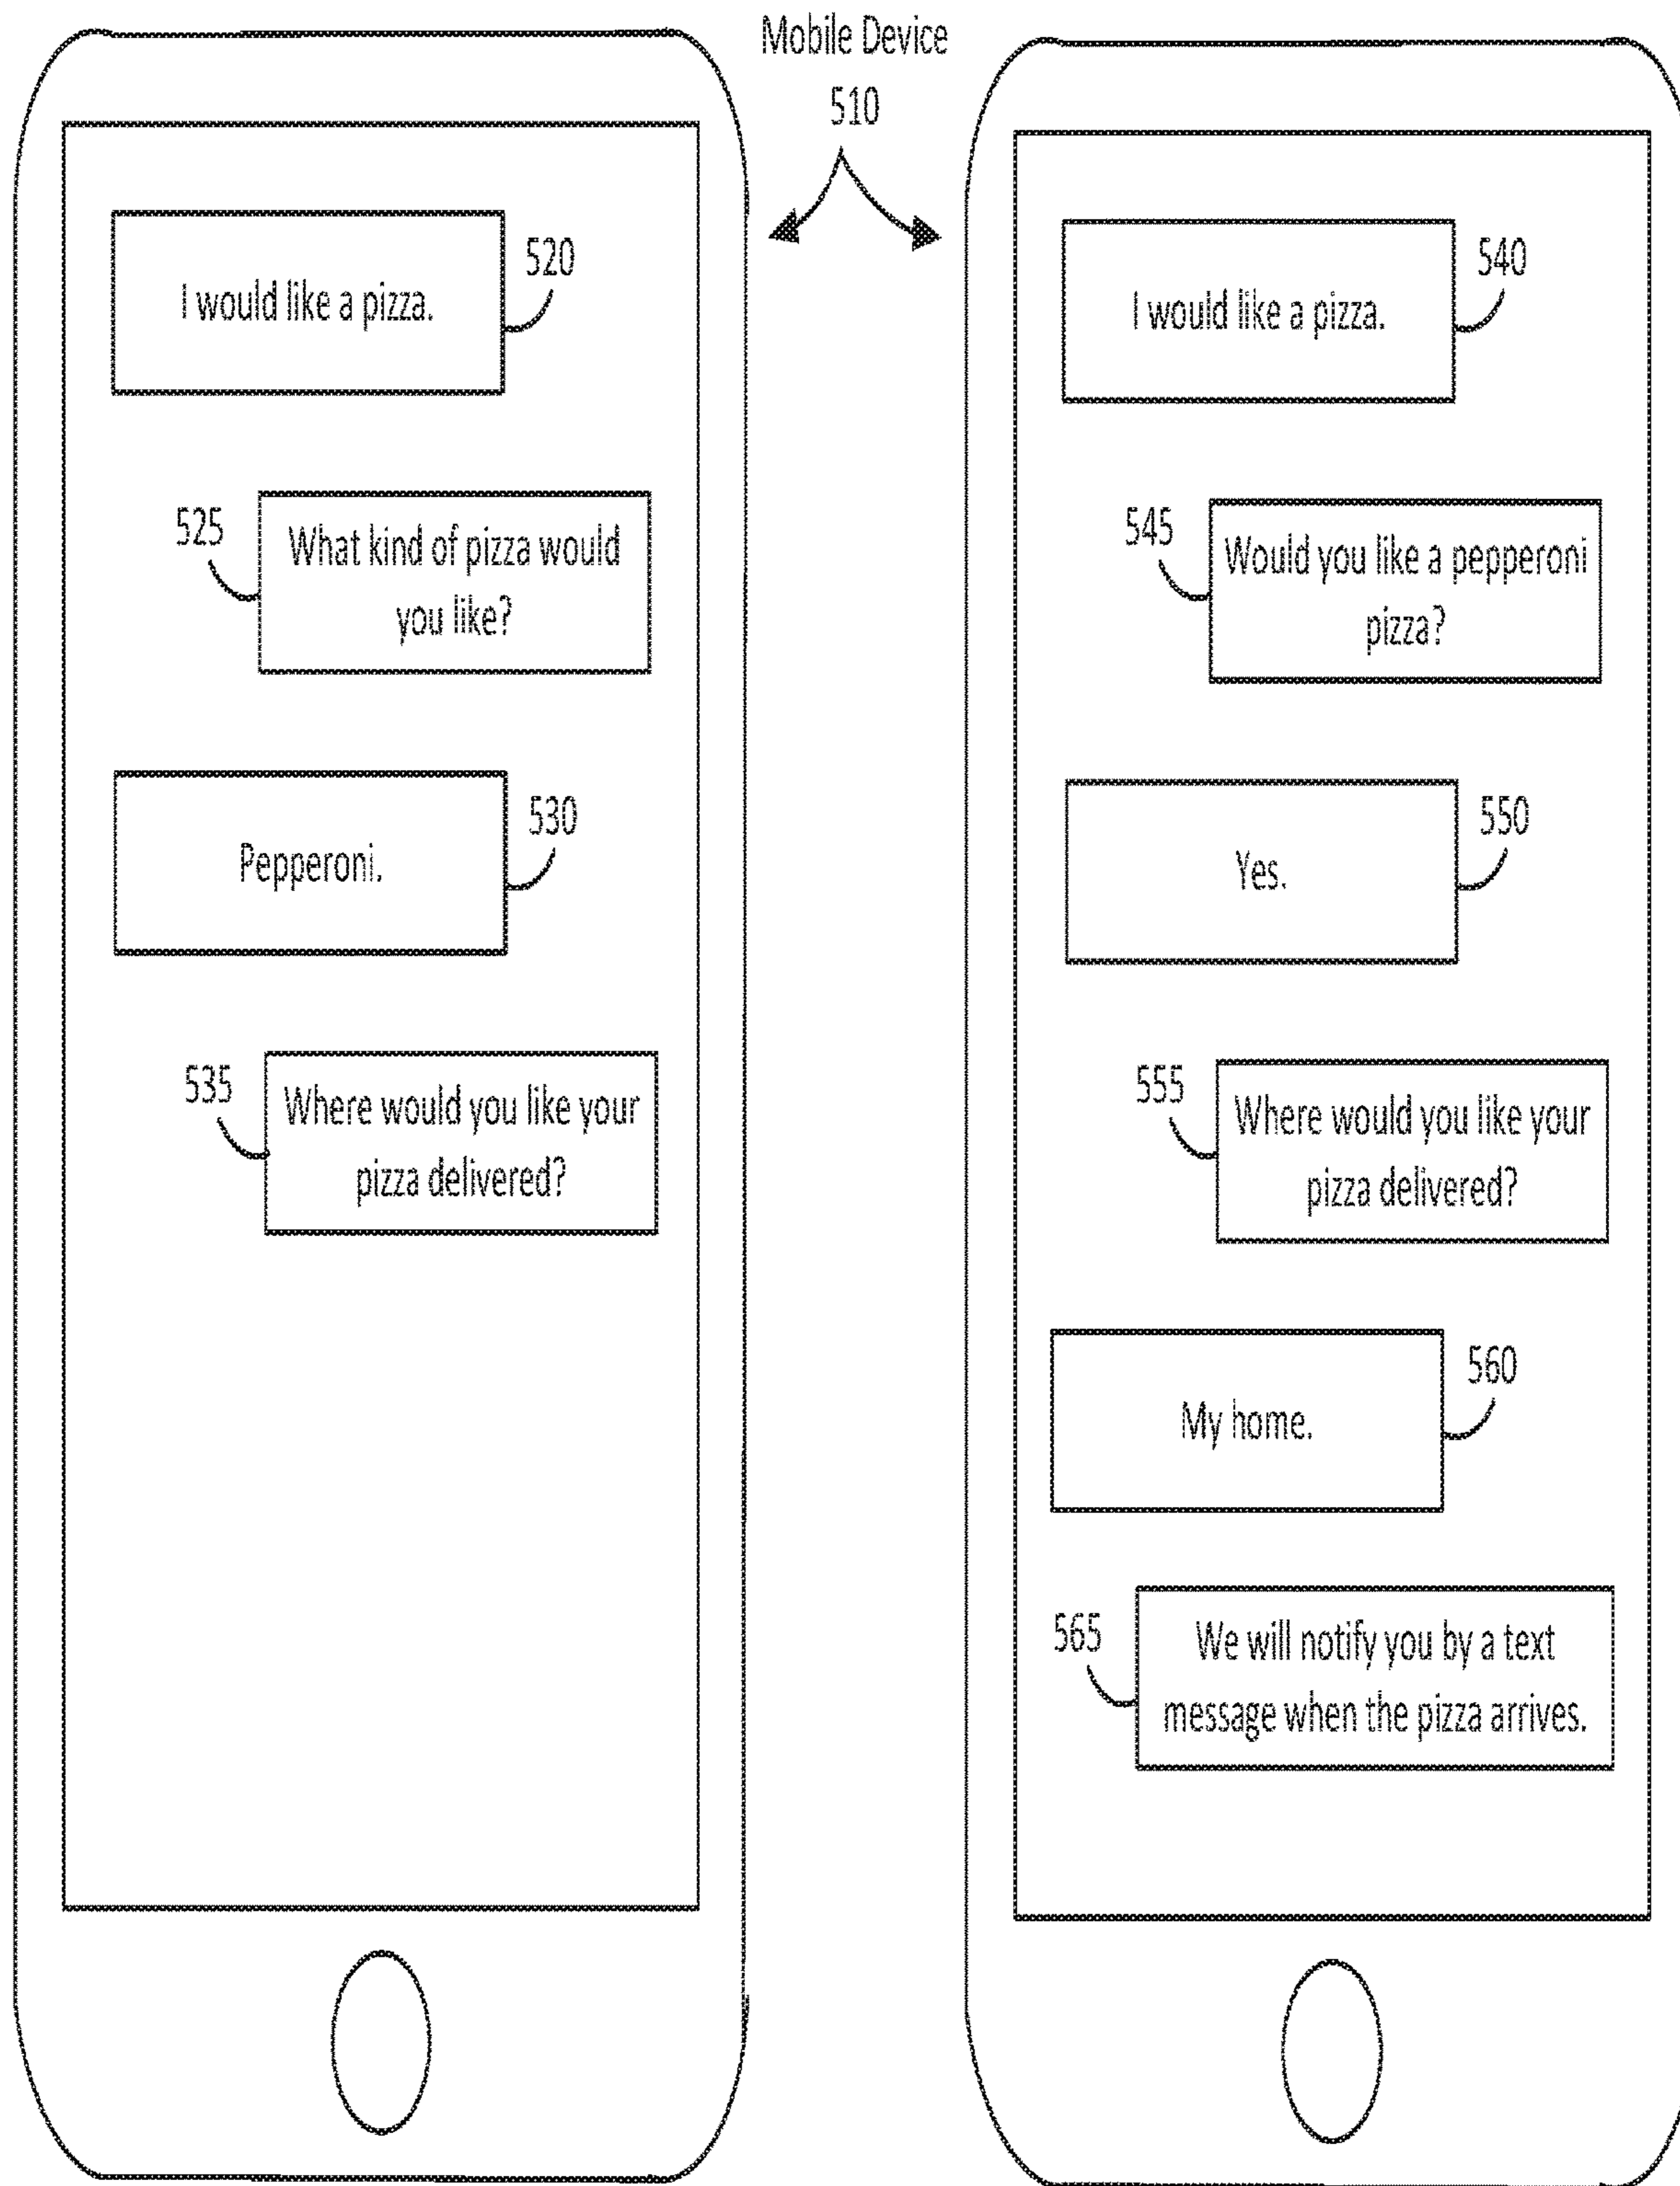 Mobile Device
510
I would like a pizza.
520
525
What kind of pizza would
you like?
Pepperoni.
530
535
Where would you like your
pizza delivered?
I would like a pizza.
540
545
Would you like a pepperoni
pizza?
Yes.
550
555
Where would you like your
pizza delivered?
My home.
560
565
We will notify you by a text
message when the pizza arrives.